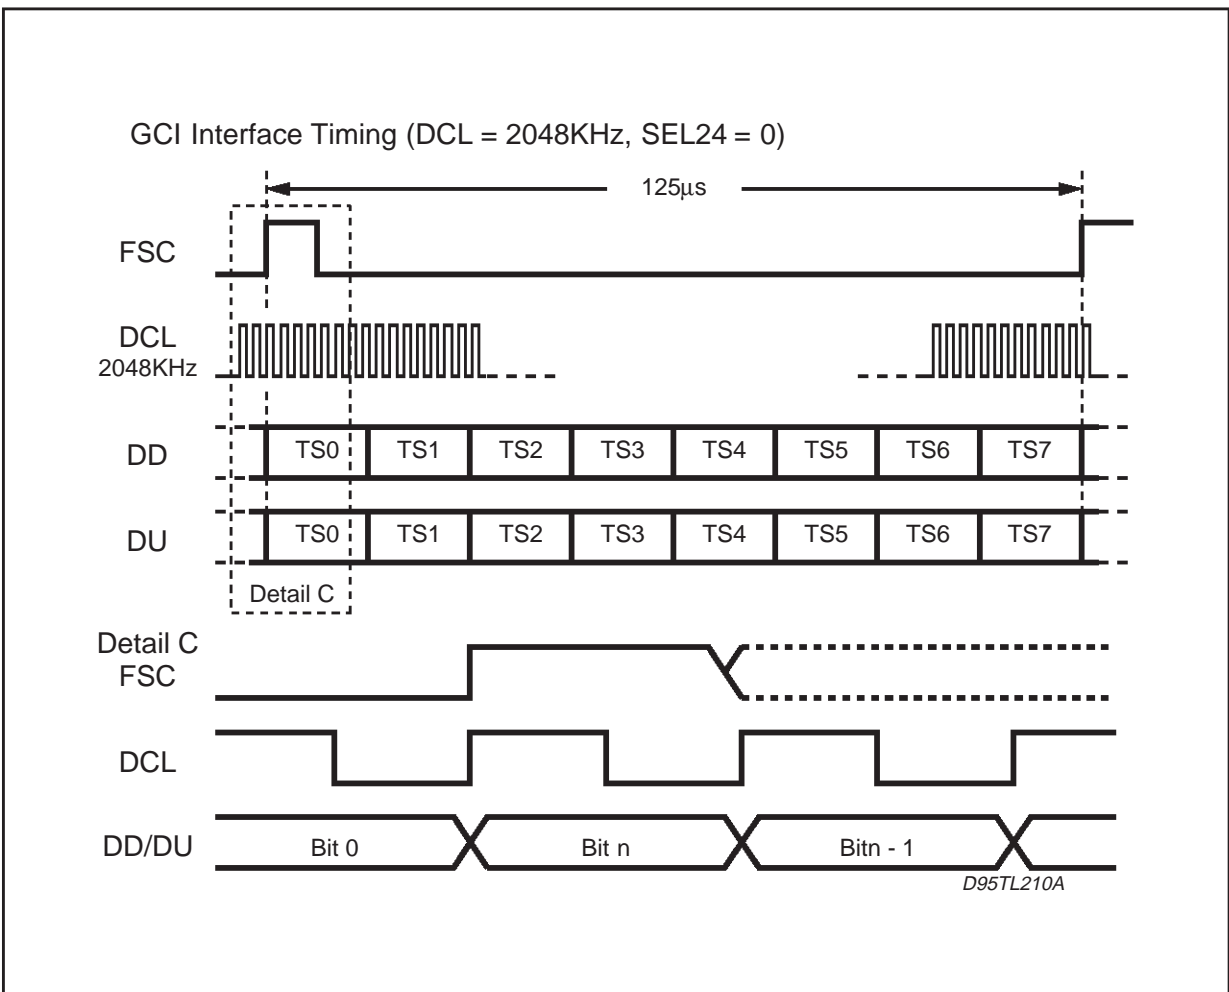 GCI Interface Timing (DCL = 2048KHz, SEL24 = 0)
125μs
FSC
DCL
2048KHz
DD
TS0 TS1 TS2 TS3 TS4 TS5 TS6 TS7
DU
TS0 TS1 TS2 TS3 TS4 TS5 TS6 TS7
Detail C
Detail C
FSC
DCL
DD/DU
Bit 0 Bit n Bitn - 1
D95TL210A